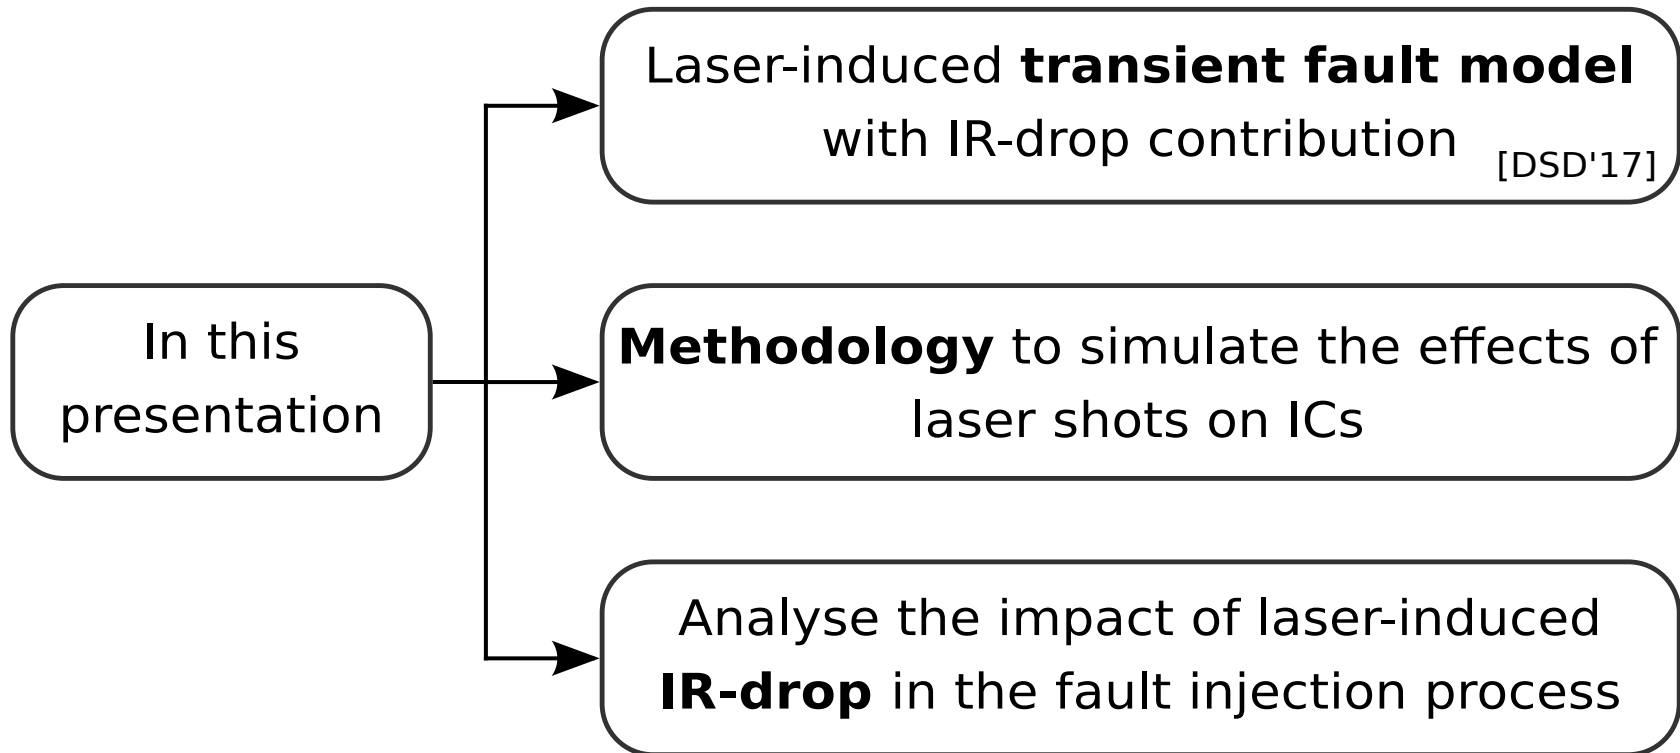 In this
presentation
Laser-induced transient fault model
with IR-drop contribution
[DSD'17]
Methodology to simulate the effects of
laser shots on ICs
Analyse the impact of laser-induced
IR-drop in the fault injection process